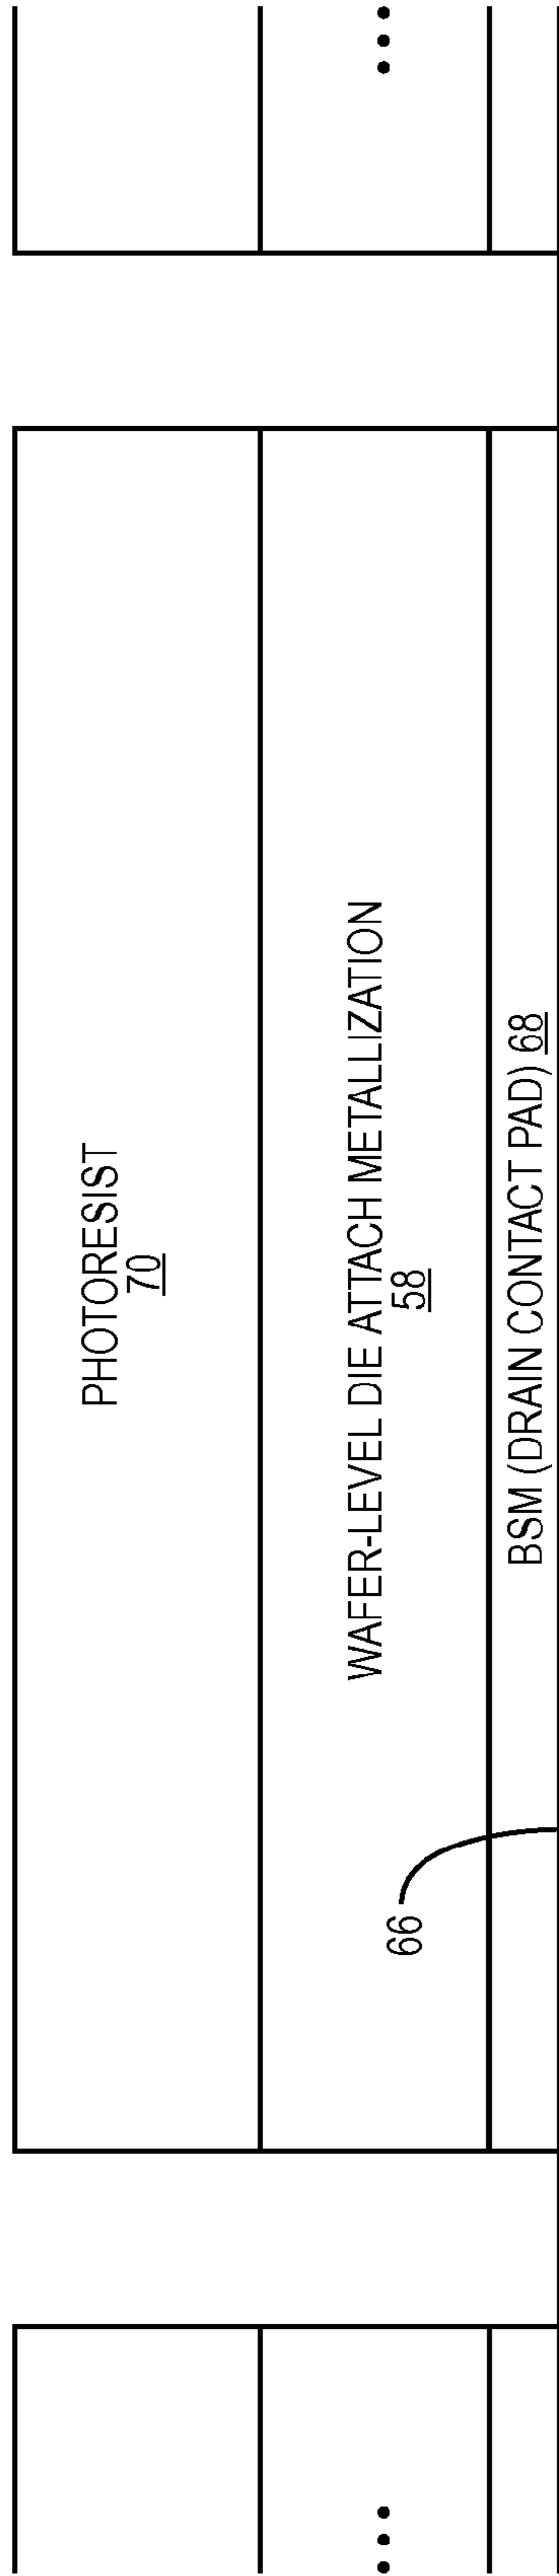 PHOTORESIST
70
WAFER-LEVEL DIE ATTACH METALLIZATION
58
66
BSM (DRAIN CONTACT PAD) 68